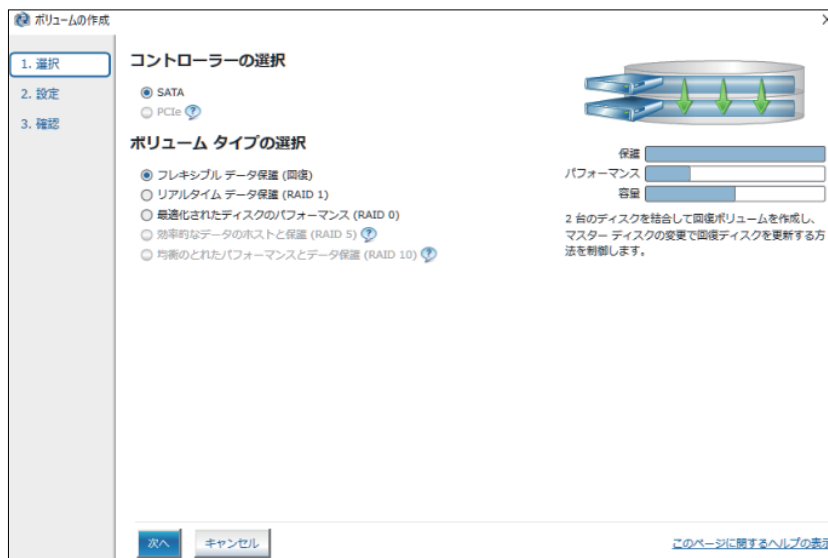 ボリュームの作成
1. 選択
2. 設定
3. 確認
コントローラーの選択
SATA
PCIe
ボリューム タイプの選択
フレキシブル データ保護 (回復)
リアルタイム データ保護 (RAID 1)
最適化されたディスクのパフォーマンス (RAID 0)
効率的なデータのホストと保護 (RAID 5)
均衡のとれたパフォーマンスとデータ保護 (RAID 10)
保護
パフォーマンス
容量
2 台のディスクを結合して回復ボリュームを作成し、
マスター ディスクの変更で回復ディスクを更新する方
法を制御します。
次へ
キャンセル
このページに関するヘルプの表示